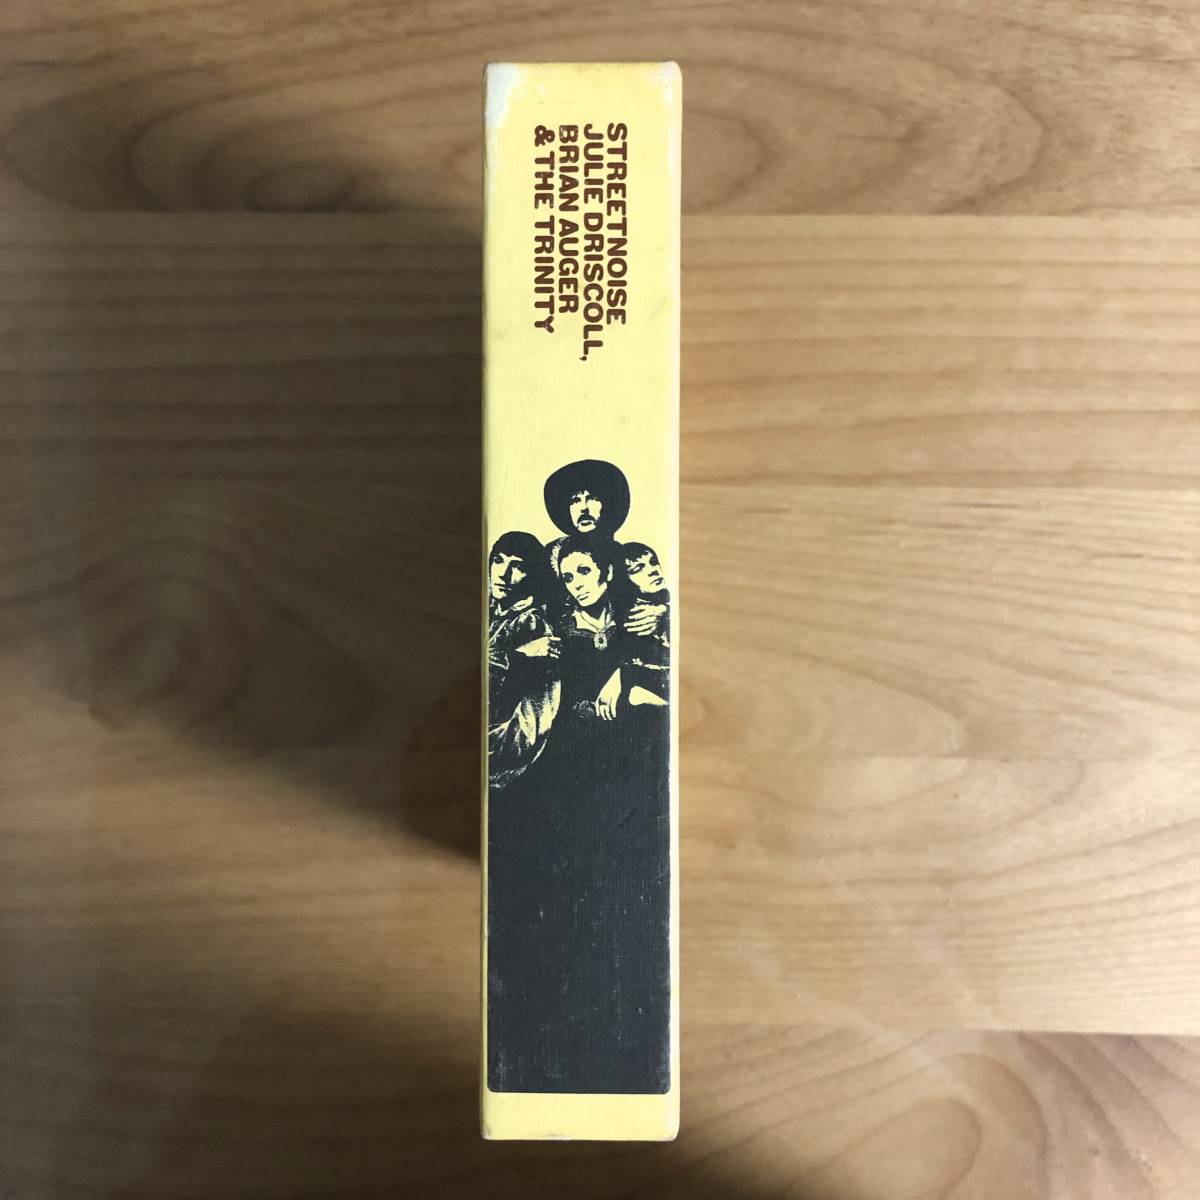 STREETNOISE
JULIE DRISCOLL,
BRIAN AUGER
& THE TRINITY